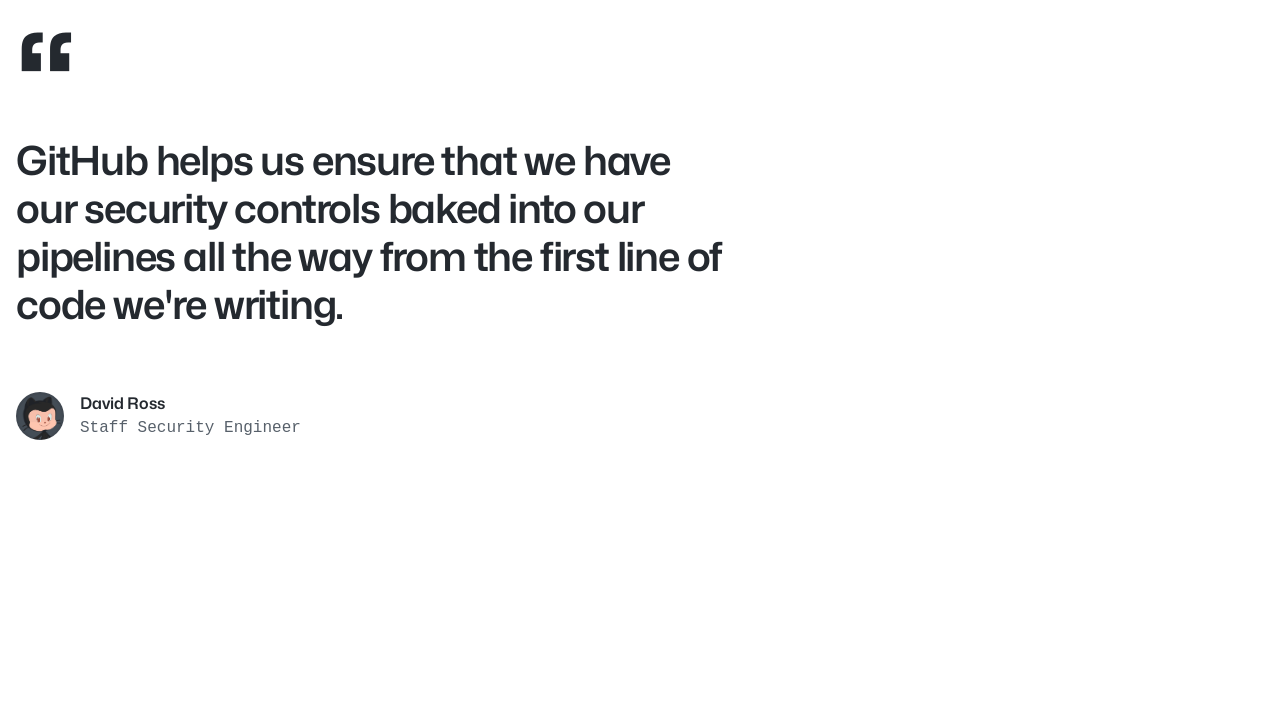 “
GitHub helps us ensure that we have
our security controls baked into our
pipelines all the way from the first line of
code we're writing.
David Ross
Staff Security Engineer